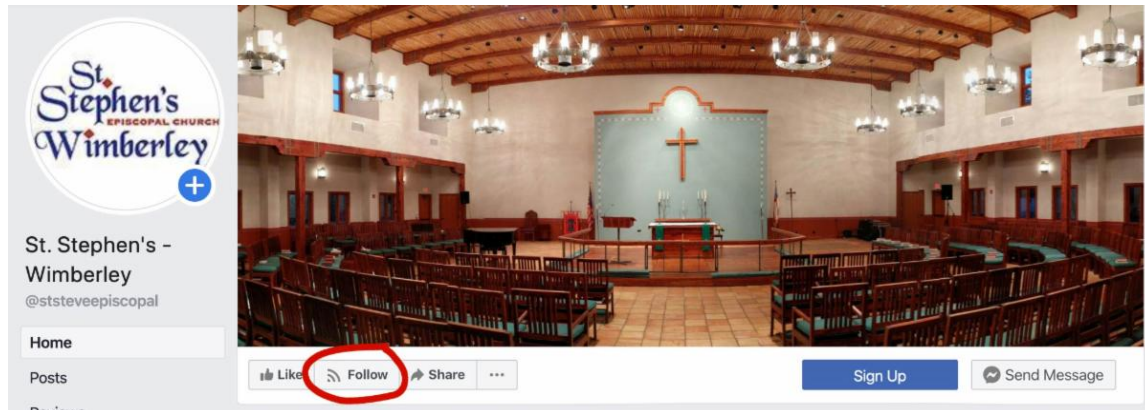 St.
Stephen's
EPISCOPAL CHURCH
Wimberley
St. Stephen's -
Wimberley
@ststeveepiscopal
Home
Posts
Like Follow Share ...
Sign Up Send Message